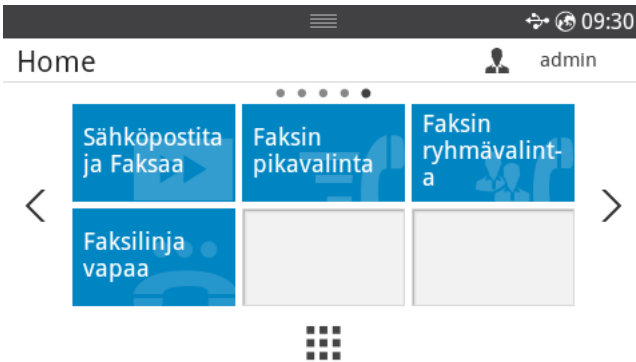 09:30
Home
admin
Sähköpostita
ja Faksaa
Faksin
pikavalinta
Faksin
ryhmävalint-
a
Faksilinja
vapaa